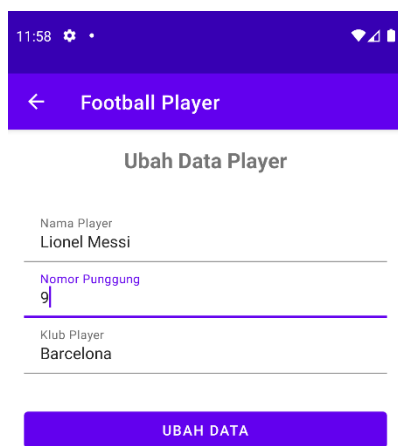 11:58
Football Player
Ubah Data Player
Nama Player
Lionel Messi
Nomor Punggung
9
Klub Player
Barcelona
UBAH DATA